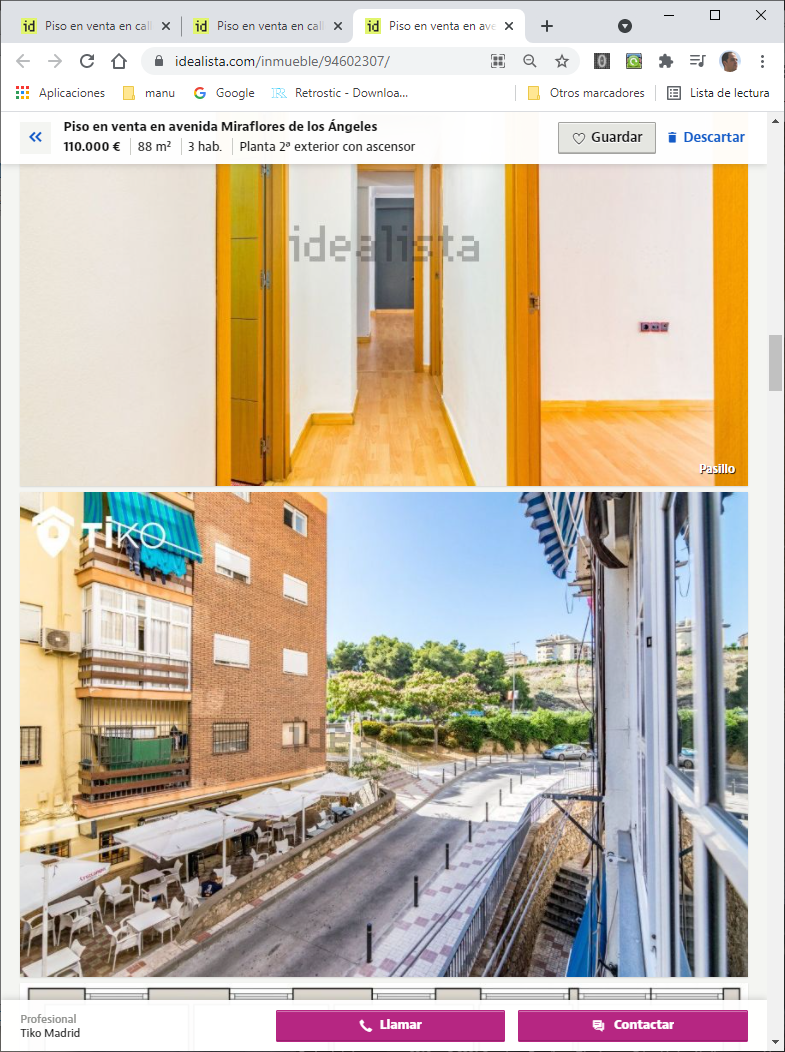 Piso en venta en call
Piso en venta en call
Piso en venta en ave
idealista.com/inmueble/94602307/
Aplicaciones
manu
Google
Retrostic - Downloa...
Otros marcadores
Lista de lectura
Piso en venta en avenida Miraflores de los Ángeles
110.000 € 88 m² 3 hab. Planta 2ª exterior con ascensor
Guardar
Descartar
idealista
Pasillo
TiKO
Profesional
Tiko Madrid
Llamar
Contactar